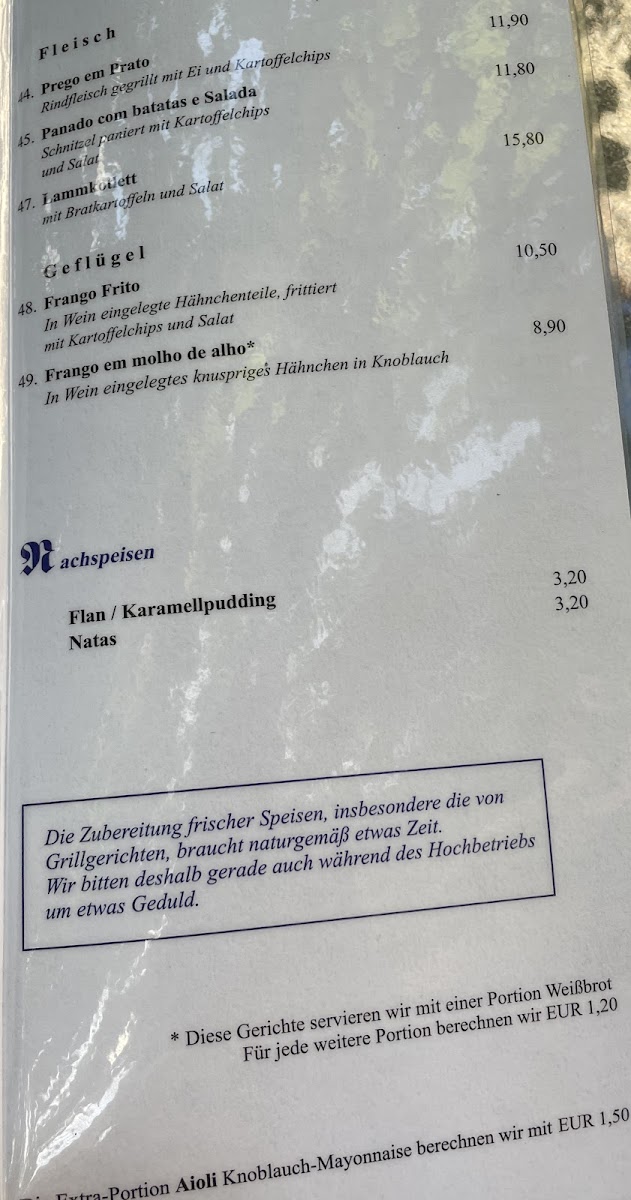 Fleisch
44. Prego em Prato 11,90
Rindfleisch gegrillt mit Ei und Kartoffelchips
45. Panado com batatas e Salada 11,80
Schnitzel paniert mit Kartoffelchips
und Salat
47. Lammkotlett 15,80
mit Bratkartoffeln und Salat
Geflügel
48. Frango Frito 10,50
In Wein eingelegte Hähnchenteile, frittiert
mit Kartoffelchips und Salat
49. Frango em molho de alho* 8,90
In Wein eingelegtes knuspriges Hähnchen in Knoblauch
Nachspeisen
Flan / Karamellpudding 3,20
Natas 3,20
Die Zubereitung frischer Speisen, insbesondere die von
Grillgerichten, braucht naturgemäß etwas Zeit.
Wir bitten deshalb gerade auch während des Hochbetriebs
um etwas Geduld.
* Diese Gerichte servieren wir mit einer Portion Weißbrot
Für jede weitere Portion berechnen wir EUR 1,20
Extra-Portion Aioli Knoblauch-Mayonnaise berechnen wir mit EUR 1,50